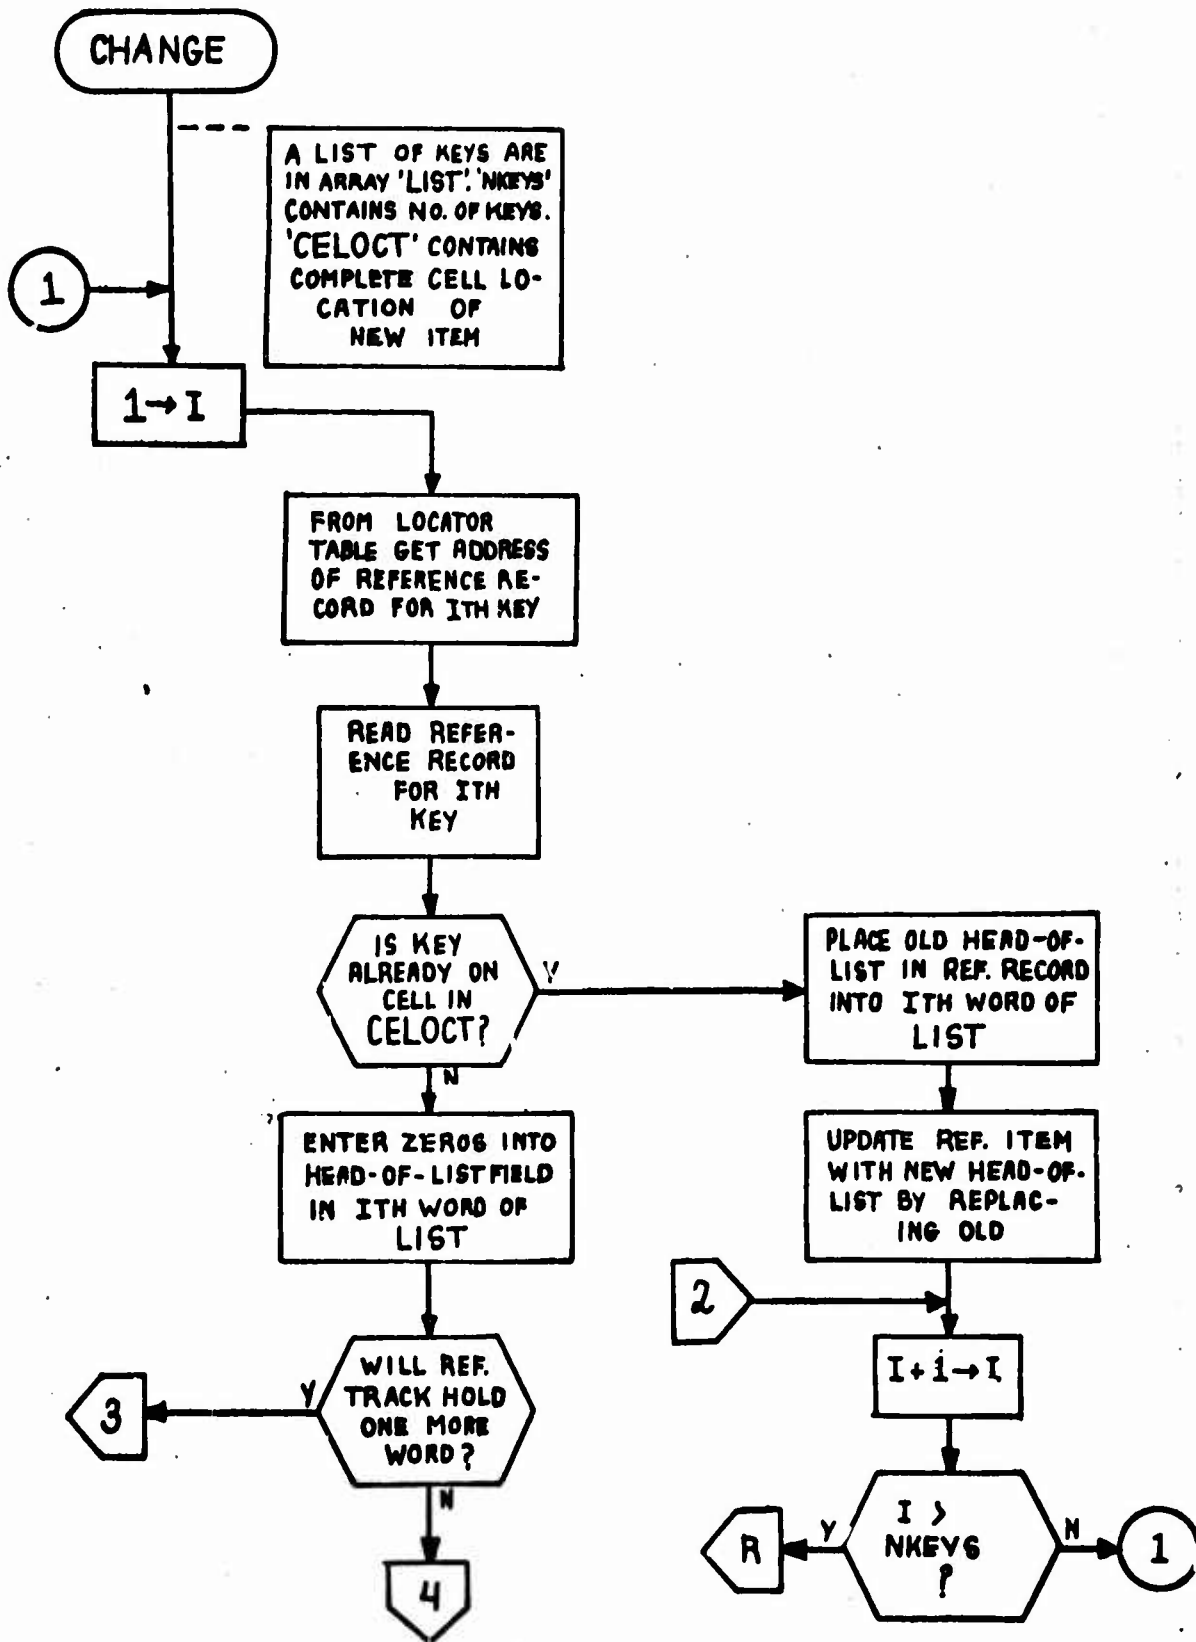 CHANGE
A LIST OF KEYS ARE
IN ARRAY 'LIST'. 'NKEYS'
CONTAINS NO. OF KEYS.
'CELOCT' CONTAINS
COMPLETE CELL LO-
CATION OF
NEW ITEM
1
1→I
FROM LOCATOR
TABLE GET ADDRESS
OF REFERENCE RE-
CORD FOR ITH KEY
READ REFER-
ENCE RECORD
FOR ITH
KEY
IS KEY
ALREADY ON
CELL IN
CELOCT?
Y
N
PLACE OLD HEAD-OF-
LIST IN REF. RECORD
INTO ITH WORD OF
LIST
ENTER ZEROS INTO
HEAD-OF-LIST FIELD
IN ITH WORD OF
LIST
UPDATE REF. ITEM
WITH NEW HEAD-OF-
LIST BY REPLAC-
ING OLD
2
I+1→I
WILL REF.
TRACK HOLD
ONE MORE
WORD?
Y
3
N
4
I >
NKEYS
?
Y
R
N
1